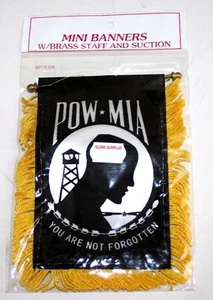 MINI BANNERS
W/BRASS STAFF AND SUCTION
POW★MIA
YOU ARE NOT FORGOTTEN